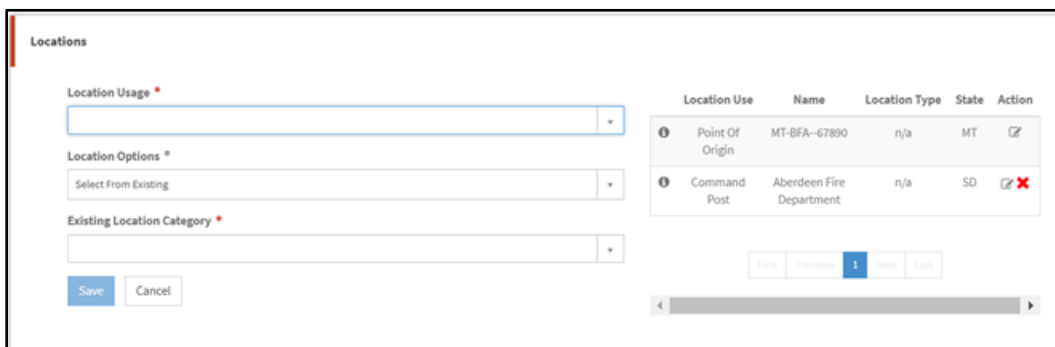 Locations
Location Usage *
Location Options *
Select From Existing
Existing Location Category *
Save Cancel
Location Use Name Location Type State Action
Point Of Origin MT-BFA--67890 n/a MT
Command Post Aberdeen Fire Department n/a SD
First Previous 1 Next Last